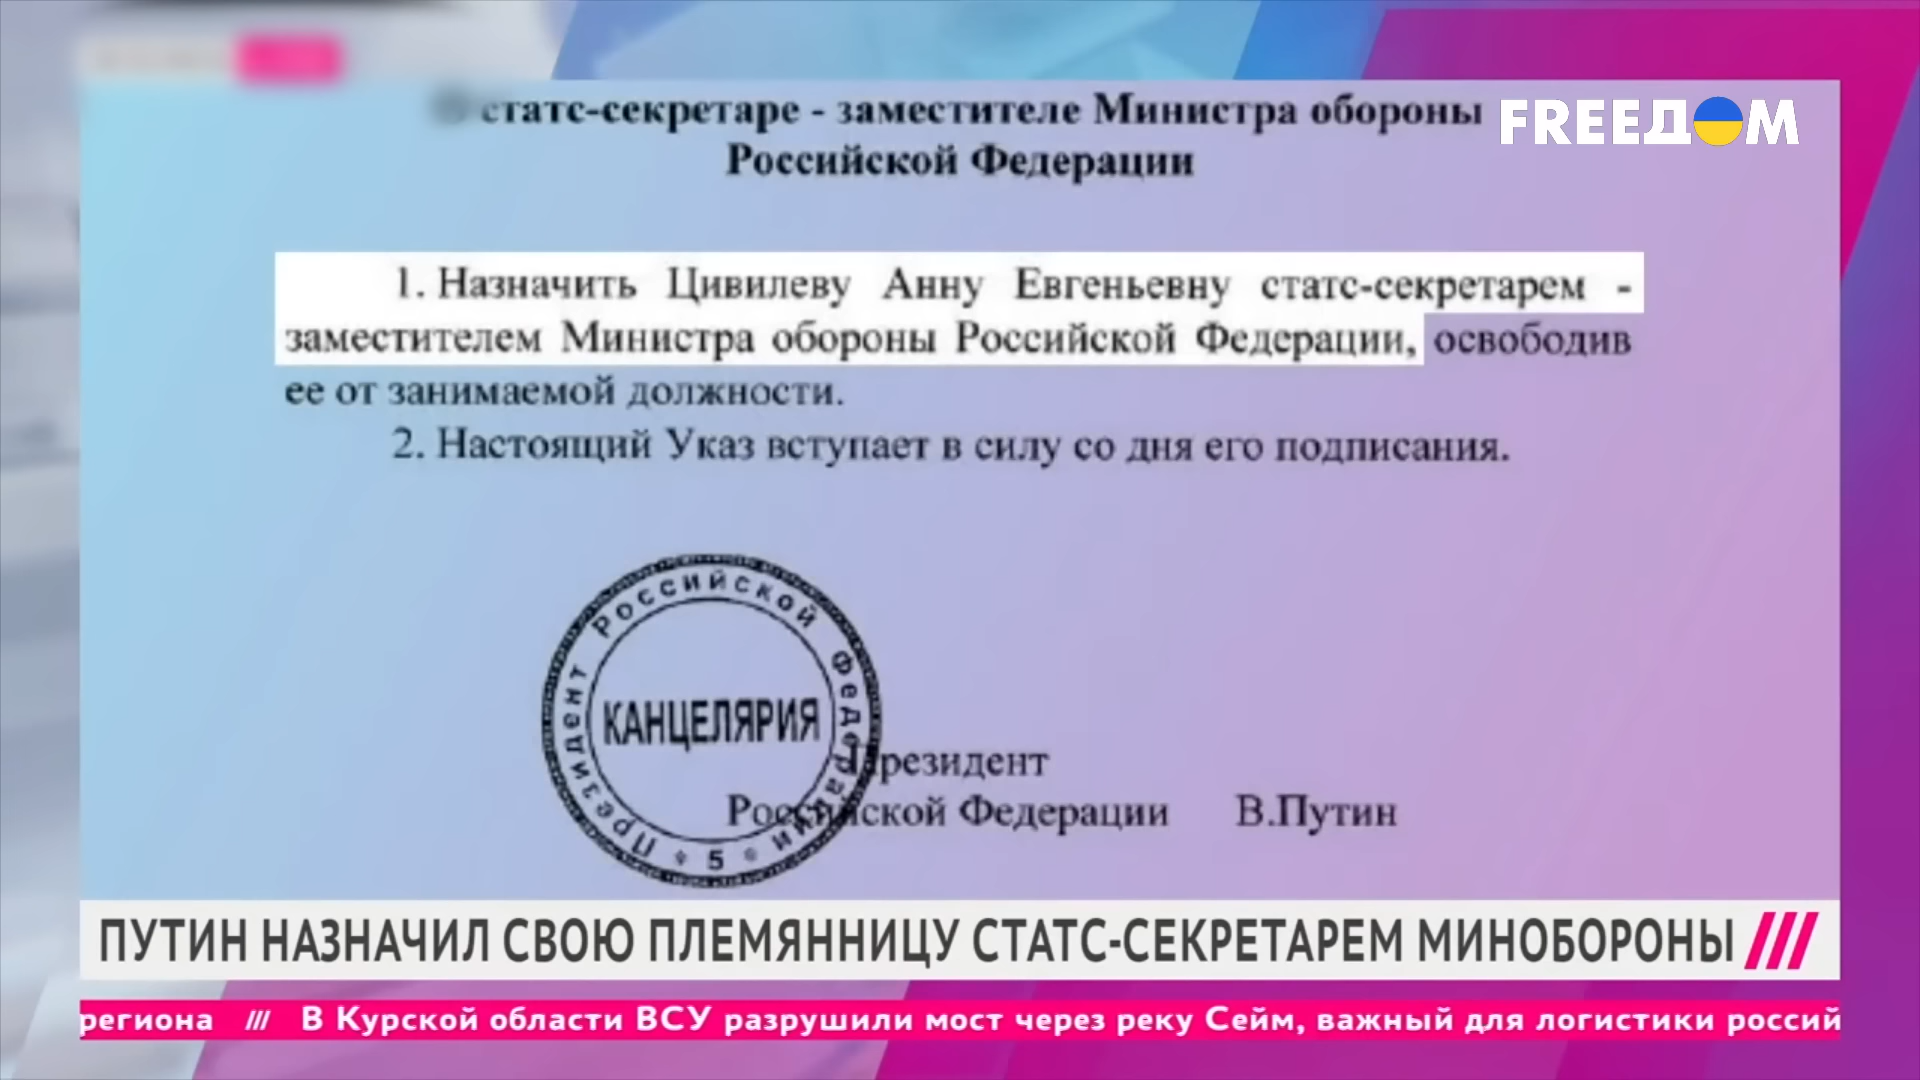 статс-секретаре - заместителе Министра обороны
Российской Федерации
FREEДOM
1. Назначить Цивилеву Анну Евгеньевну статс-секретарем -
заместителем Министра обороны Российской Федерации, освободив
ее от занимаемой должности.
2. Настоящий Указ вступает в силу со дня его подписания.
Президент Российской Федерации
КАНЦЕЛЯРИЯ
5
Президент
Российской Федерации В.Путин
ПУТИН НАЗНАЧИЛ СВОЮ ПЛЕМЯННИЦУ СТАТС-СЕКРЕТАРЕМ МИНОБОРОНЫ
региона /// В Курской области ВСУ разрушили мост через реку Сейм, важный для логистики россий